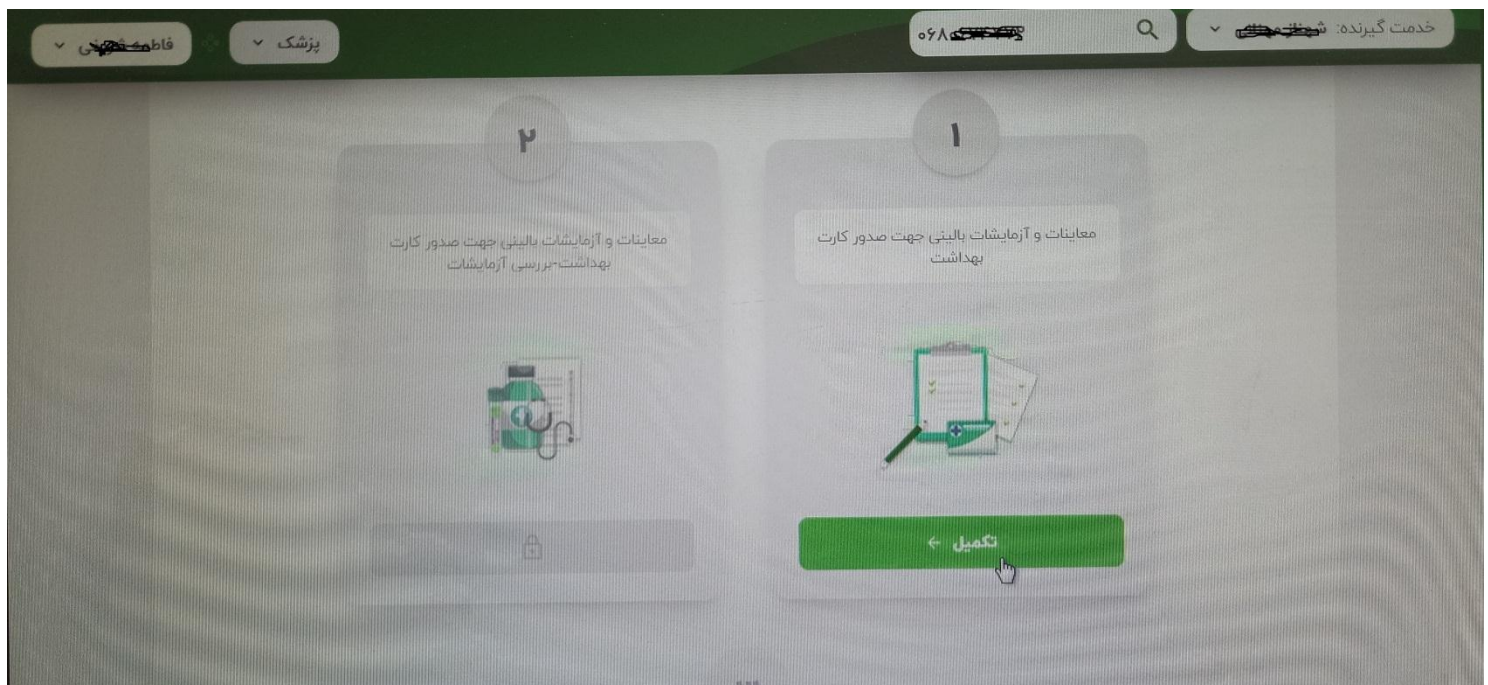 خدمت گیرنده:
۰۶۸
پزشک
۱
معاینات و آزمایشات بالینی جهت صدور کارت
بهداشت
تکمیل
۲
معاینات و آزمایشات بالینی جهت صدور کارت
بهداشت-بررسی آزمایشات